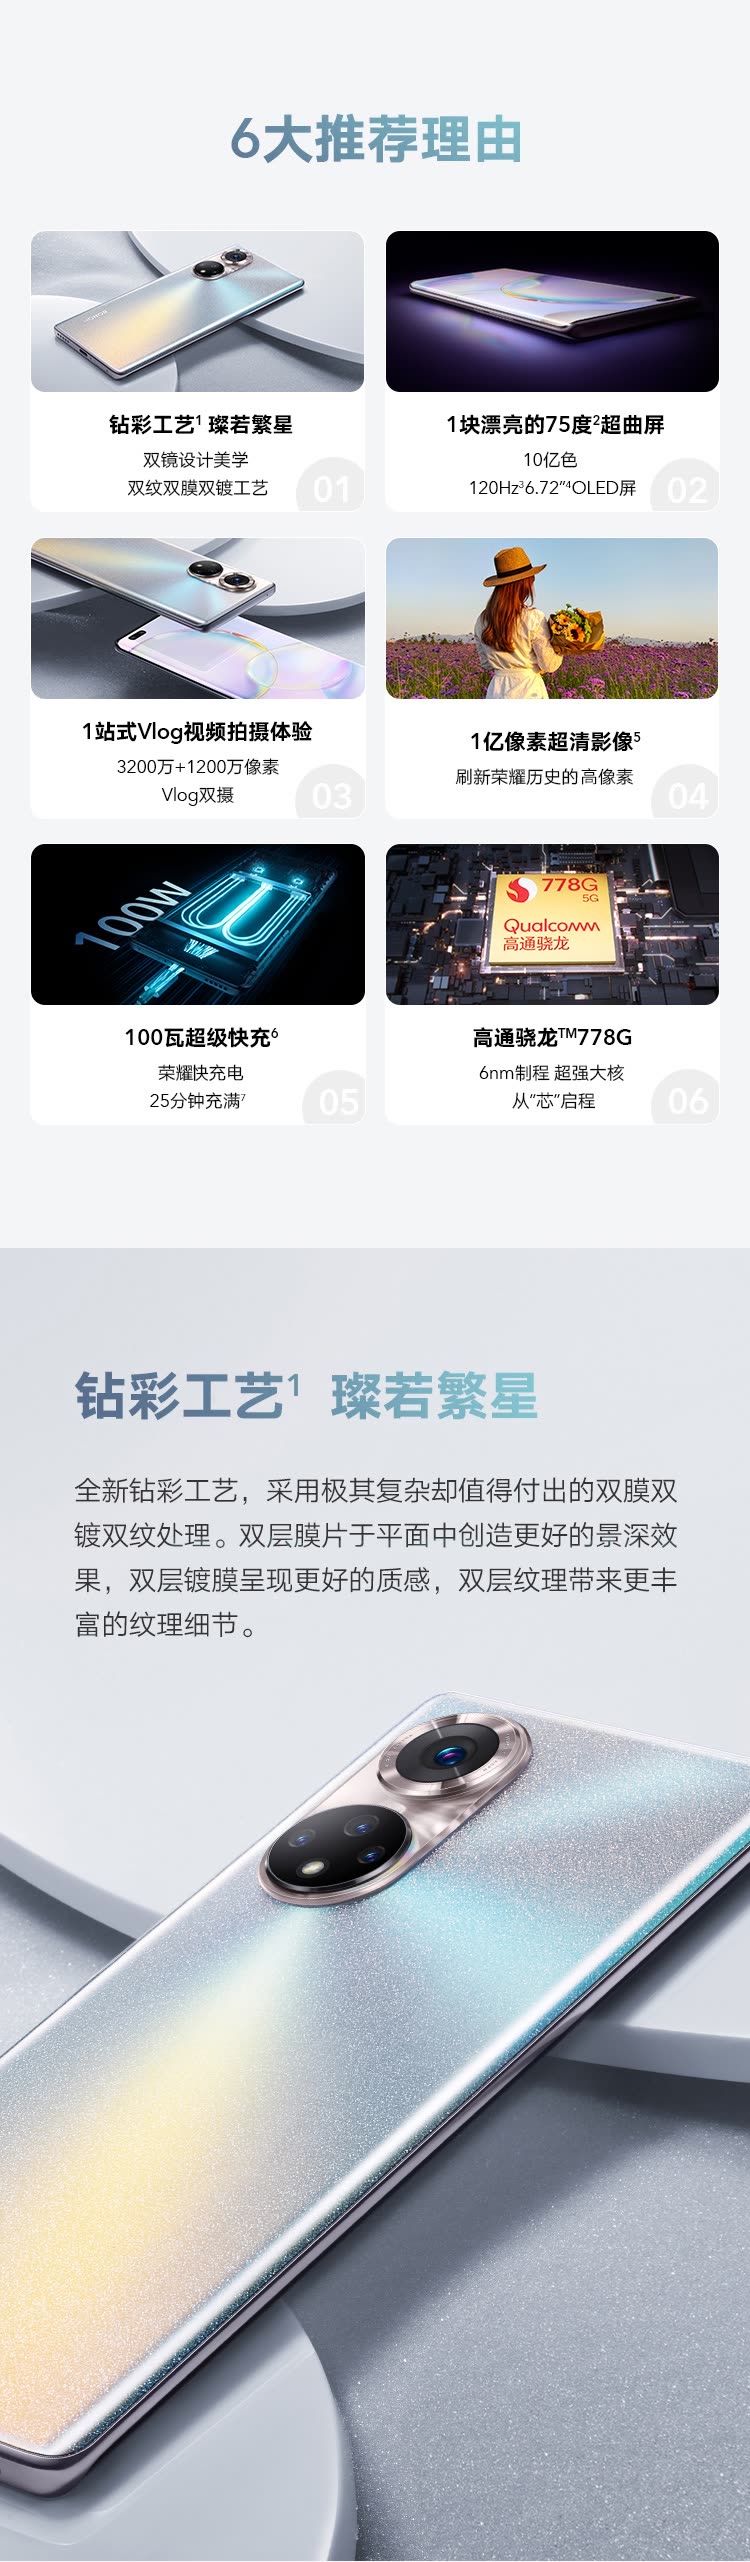 6大推荐理由
HONOR
钻彩工艺¹ 璨若繁星
双镜设计美学
双纹双膜双镀工艺
01
1块漂亮的75度²超曲屏
10亿色
120Hz³6.72”⁴OLED屏
02
1站式Vlog视频拍摄体验
3200万+1200万像素
Vlog双摄
03
1亿像素超清影像⁵
刷新荣耀历史的高像素
04
100W
100瓦超级快充⁶
荣耀快充电
25分钟充满⁷
05
778G
5G
Qualcomm
高通骁龙
高通骁龙™778G
6nm制程 超强大核
从“芯”启程
06
钻彩工艺¹ 璨若繁星
全新钻彩工艺，采用极其复杂却值得付出的双膜双
镀双纹处理。双层膜片于平面中创造更好的景深效
果，双层镀膜呈现更好的质感，双层纹理带来更丰
富的纹理细节。